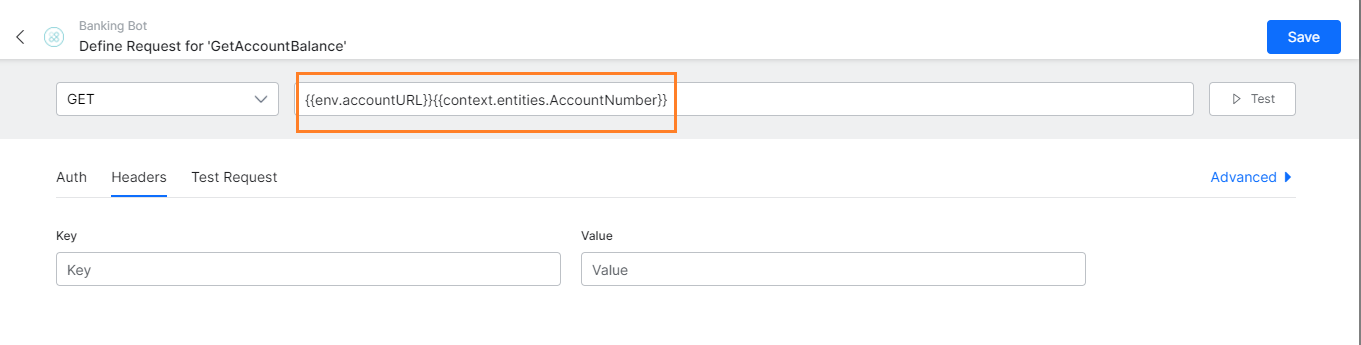 Banking Bot
Define Request for 'GetAccountBalance'
Save
GET
{{env.accountURL}}{{context.entities.AccountNumber}}
Test
Auth Headers Test Request
Advanced
Key Value
Key Value